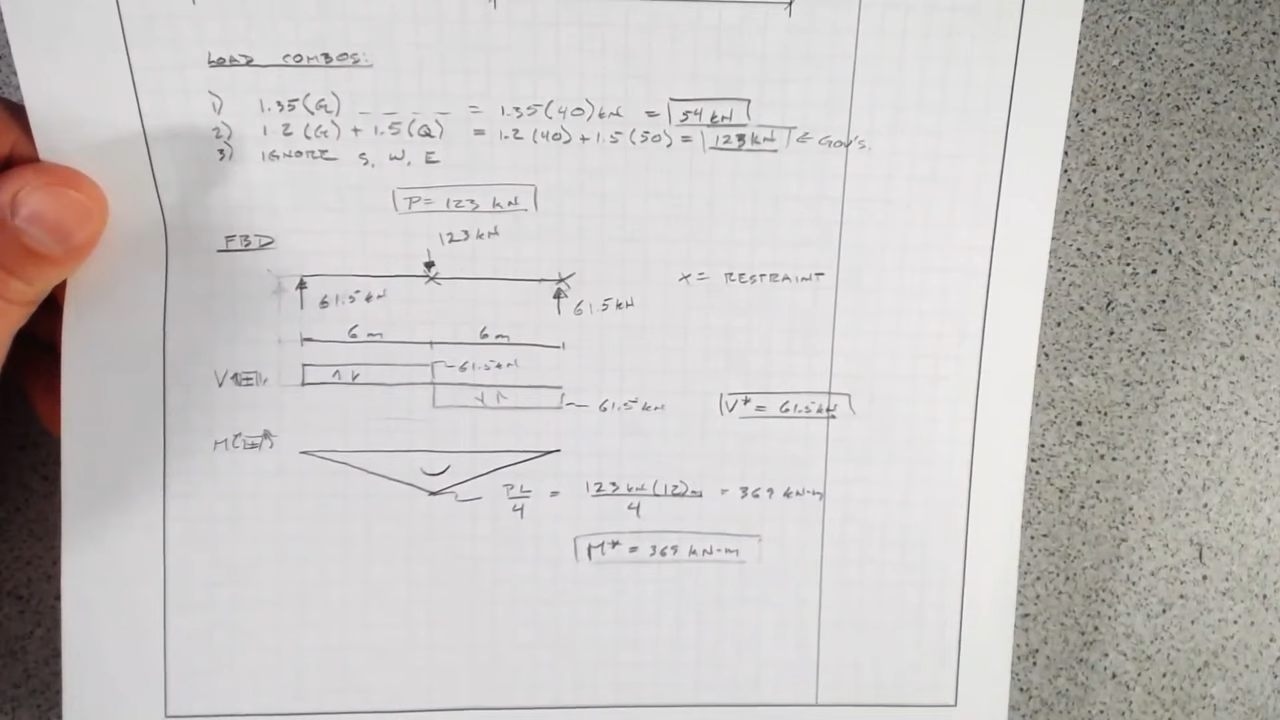 LOAD COMBOS:
1) 1.35(G) _ _ _ _ _ = 1.35(40)kN = 54 kN
2) 1.2(G) + 1.5(Q) = 1.2(40)+1.5(50) = 123kN ← GOV'S.
3) IGNORE S, W, E
P = 123 kN
FBD
123 kN
X = RESTRAINT
61.5 kN
61.5 kN
6 m 6 m
V
61.5 kN
61.5 kN
V* = 61.5 kN
M
PL/4 = 123 kN(12)m/4 = 369 kN-m
M* = 369 kN-m